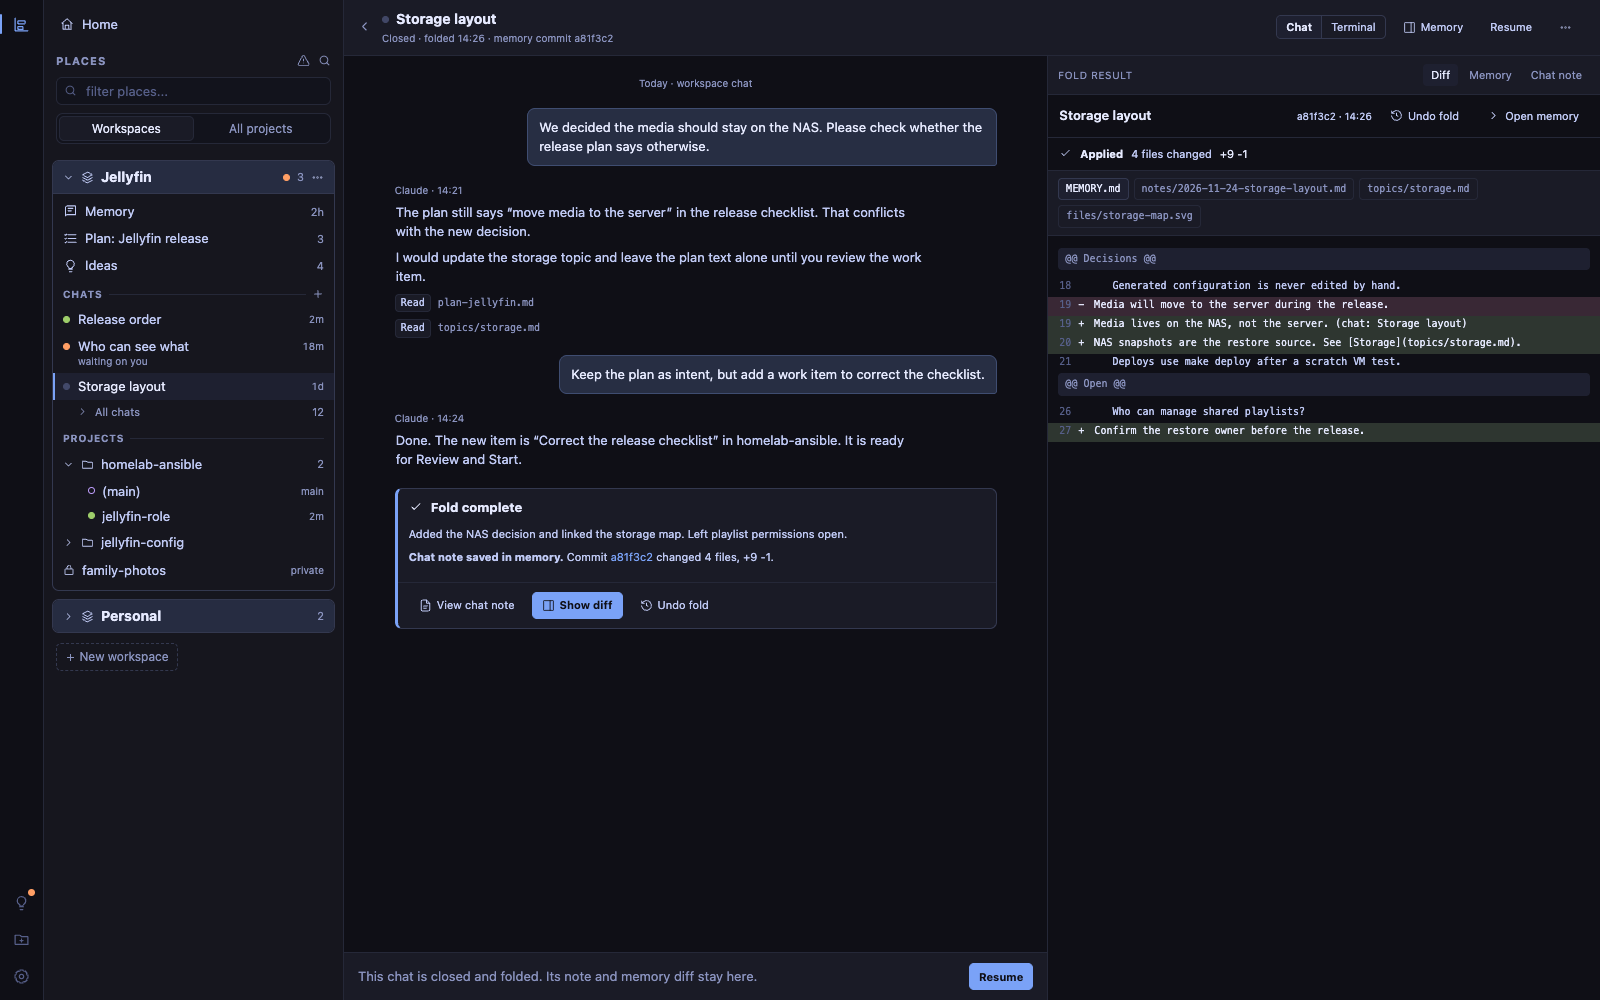 Home
PLACES
filter places...
Workspaces
All projects
Jellyfin
3
Memory
2h
Plan: Jellyfin release
3
Ideas
4
CHATS
Release order
2m
Who can see what
18m
waiting on you
Storage layout
1d
All chats
12
PROJECTS
homelab-ansible
2
(main)
main
jellyfin-role
2m
jellyfin-config
family-photos
private
Personal
2
+ New workspace
Storage layout
Closed · folded 14:26 · memory commit a81f3c2
Chat
Terminal
Memory
Resume
Today · workspace chat
We decided the media should stay on the NAS. Please check whether the
release plan says otherwise.
Claude · 14:21
The plan still says “move media to the server” in the release checklist. That conflicts
with the new decision.
I would update the storage topic and leave the plan text alone until you review the work
item.
Read plan-jellyfin.md
Read topics/storage.md
Keep the plan as intent, but add a work item to correct the checklist.
Claude · 14:24
Done. The new item is “Correct the release checklist” in homelab-ansible. It is ready
for Review and Start.
Fold complete
Added the NAS decision and linked the storage map. Left playlist permissions open.
Chat note saved in memory. Commit a81f3c2 changed 4 files, +9 -1.
View chat note
Show diff
Undo fold
This chat is closed and folded. Its note and memory diff stay here.
Resume
FOLD RESULT
Diff
Memory
Chat note
Storage layout
a81f3c2 · 14:26
Undo fold
Open memory
Applied 4 files changed +9 -1
MEMORY.md
notes/2026-11-24-storage-layout.md
topics/storage.md
files/storage-map.svg
@@ Decisions @@
18 Generated configuration is never edited by hand.
19 − Media will move to the server during the release.
19 + Media lives on the NAS, not the server. (chat: Storage layout)
20 + NAS snapshots are the restore source. See [Storage](topics/storage.md).
21 Deploys use make deploy after a scratch VM test.
@@ Open @@
26 Who can manage shared playlists?
27 + Confirm the restore owner before the release.